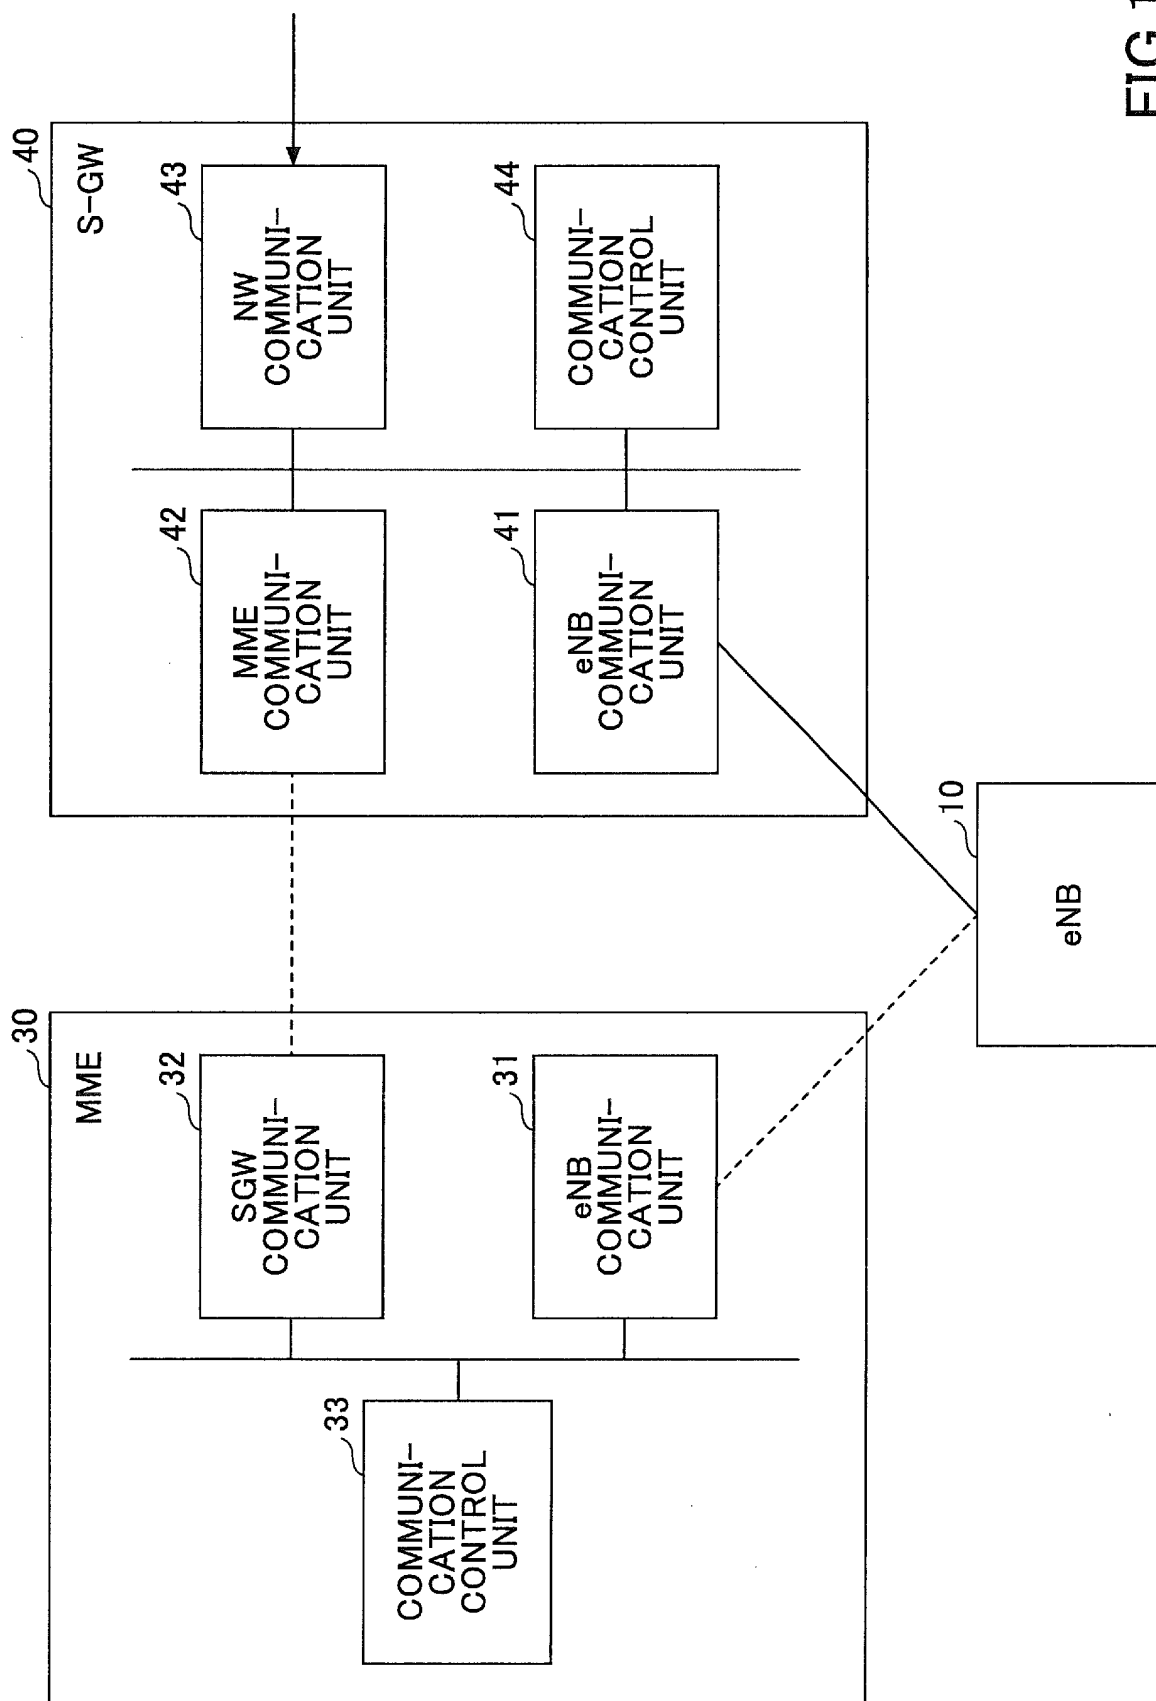 30
MME
33
COMMUNI-
CATION
CONTROL
UNIT
32
SGW
COMMUNI-
CATION
UNIT
31
eNB
COMMUNI-
CATION
UNIT
40
S-GW
42
MME
COMMUNI-
CATION
UNIT
43
NW
COMMUNI-
CATION
UNIT
41
eNB
COMMUNI-
CATION
UNIT
44
COMMUNI-
CATION
CONTROL
UNIT
10
eNB
FIG.